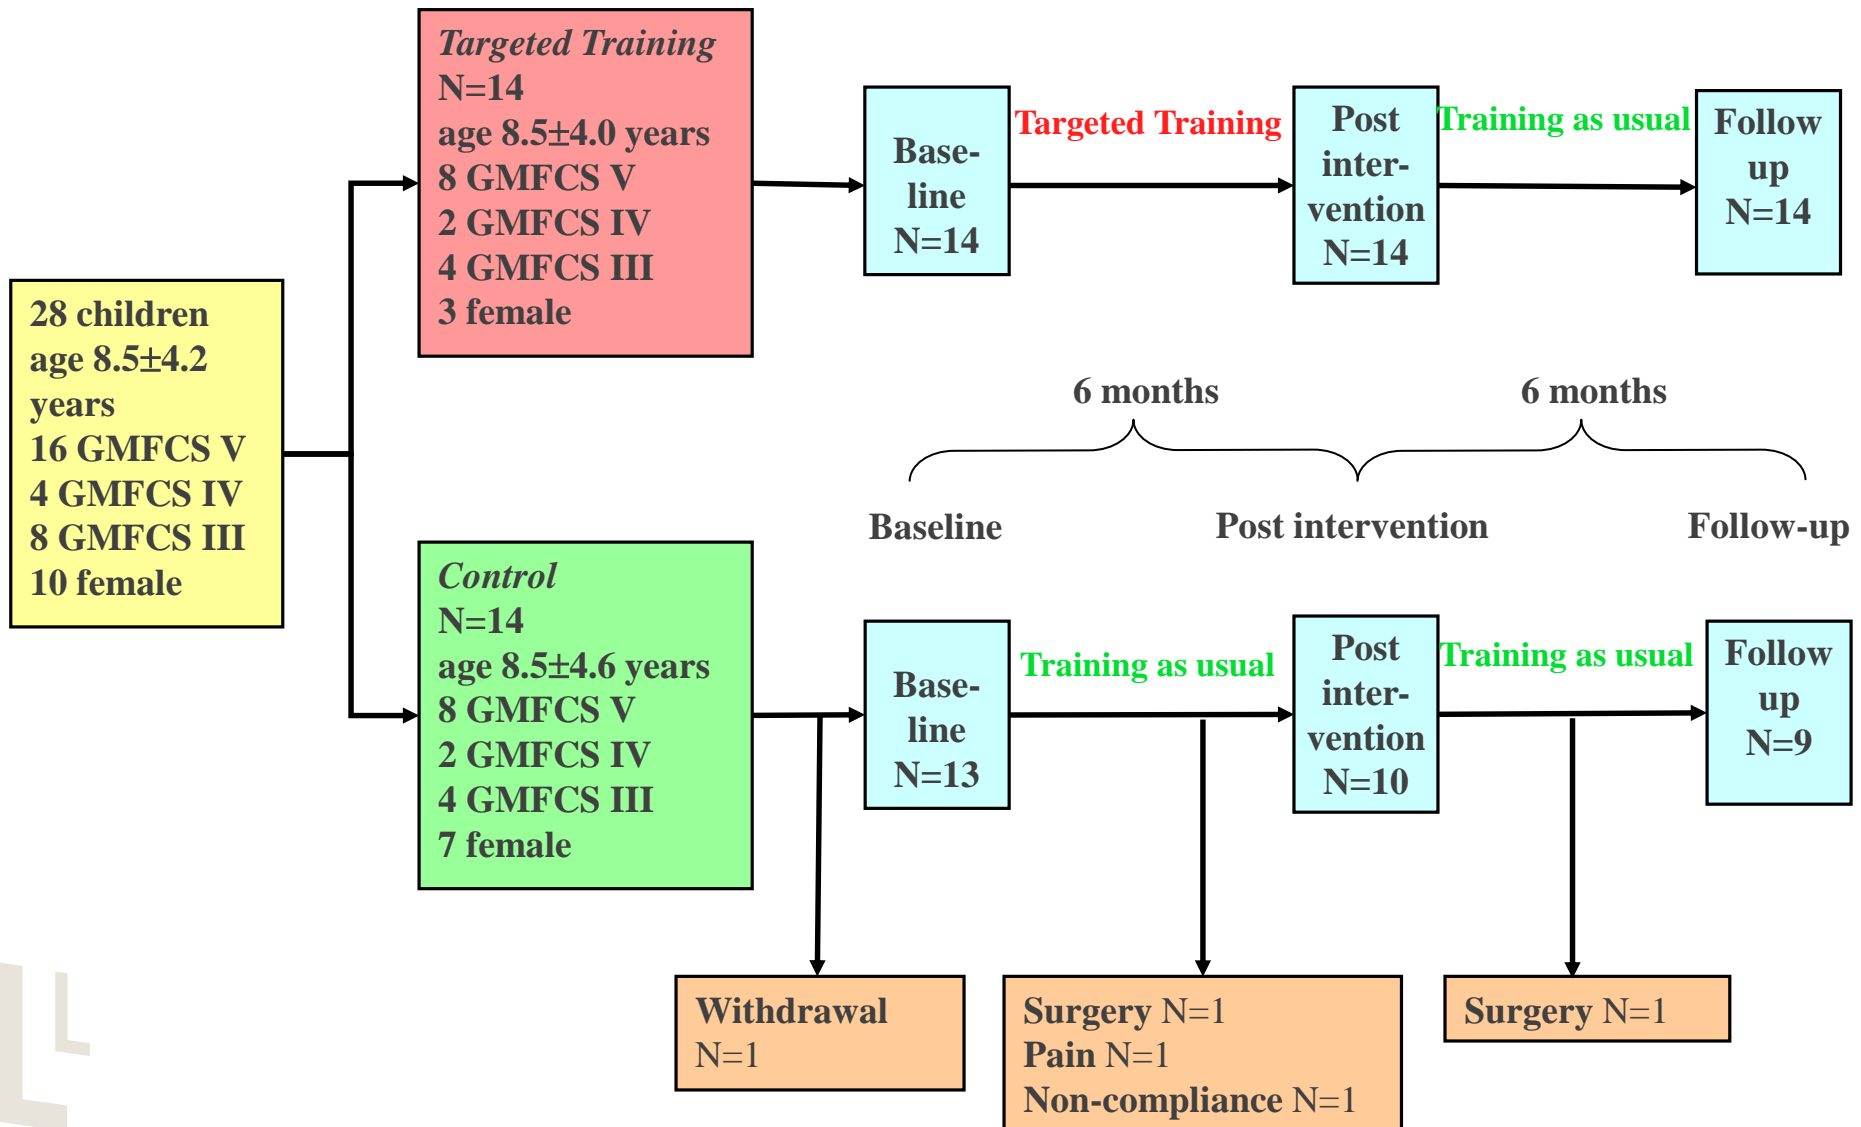 28 children
age 8.5±4.2
years
16 GMFCS V
4 GMFCS IV
8 GMFCS III
10 female
Targeted Training
N=14
age 8.5±4.0 years
8 GMFCS V
2 GMFCS IV
4 GMFCS III
3 female
Base-
line
N=14
Targeted Training
Post
inter-
vention
N=14
Training as usual
Follow
up
N=14
6 months
6 months
Baseline
Post intervention
Follow-up
Control
N=14
age 8.5±4.6 years
8 GMFCS V
2 GMFCS IV
4 GMFCS III
7 female
Base-
line
N=13
Training as usual
Post
inter-
vention
N=10
Training as usual
Follow
up
N=9
Withdrawal
N=1
Surgery N=1
Pain N=1
Non-compliance N=1
Surgery N=1